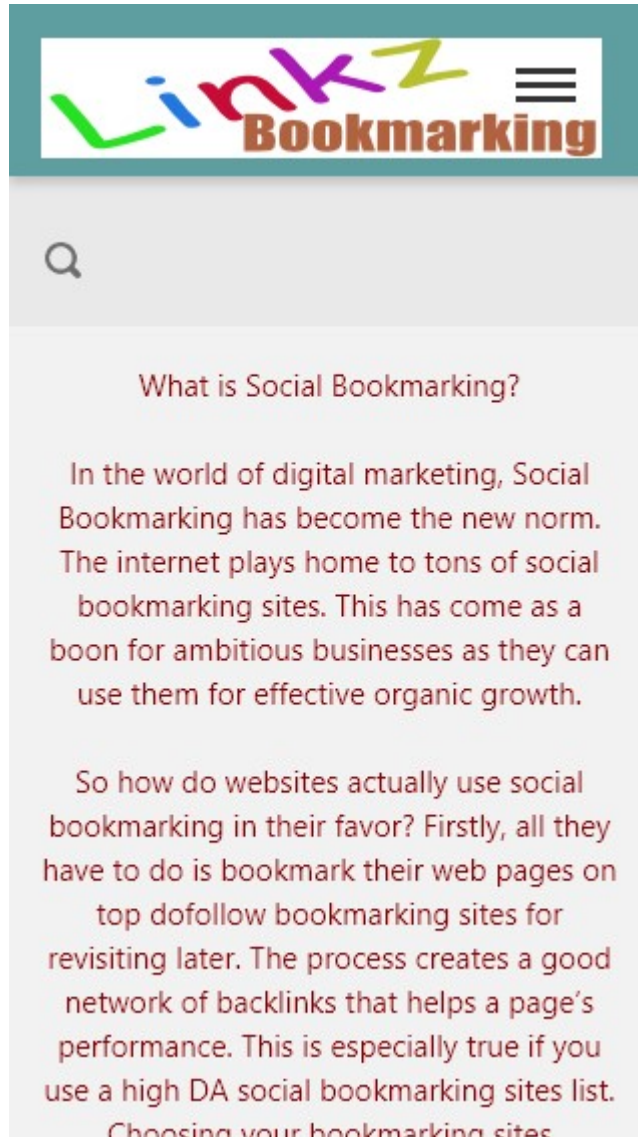 Linkz
Bookmarking
What is Social Bookmarking?
In the world of digital marketing, Social
Bookmarking has become the new norm.
The internet plays home to tons of social
bookmarking sites. This has come as a
boon for ambitious businesses as they can
use them for effective organic growth.
So how do websites actually use social
bookmarking in their favor? Firstly, all they
have to do is bookmark their web pages on
top dofollow bookmarking sites for
revisiting later. The process creates a good
network of backlinks that helps a page´s
performance. This is especially true if you
use a high DA social bookmarking sites list.
Choosing your bookmarking sites